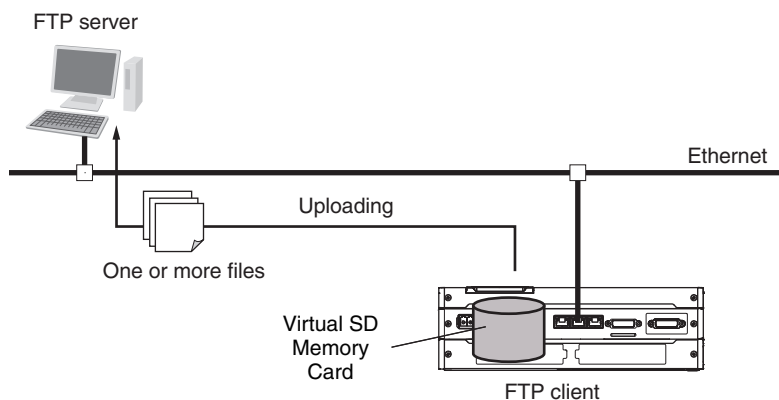 FTP server
Ethernet
Uploading
One or more files
Virtual SD
Memory
Card
FTP client